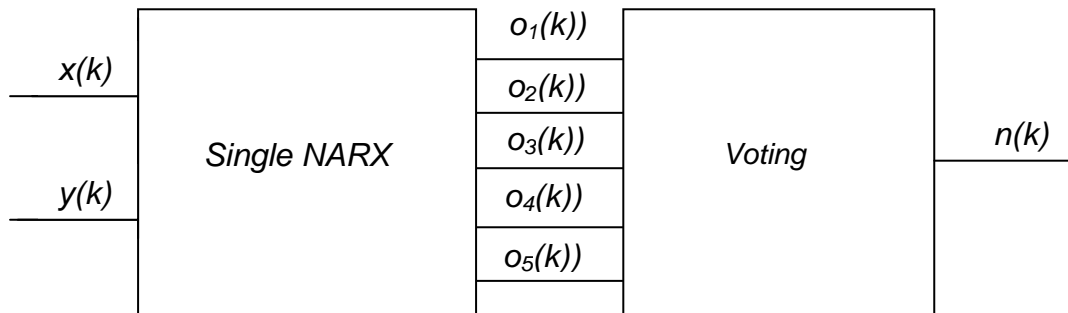 x(k)
y(k)
Single NARX
o₁(k))
o₂(k))
o₃(k))
o₄(k))
o₅(k))
Voting
n(k)